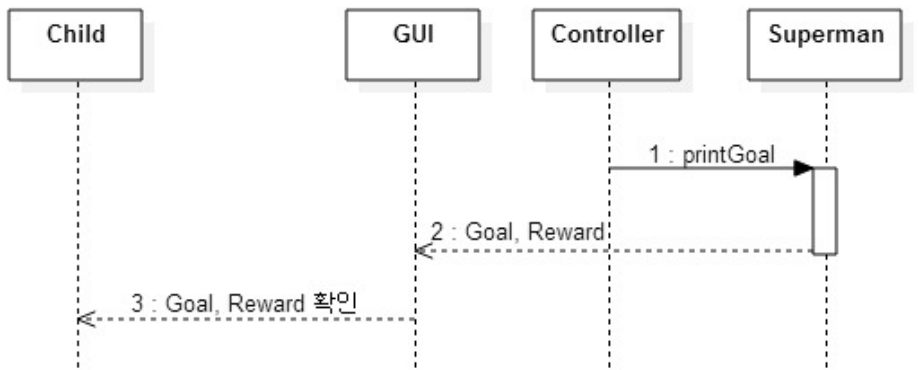 Child
GUI
Controller
Superman
1 : printGoal
2 : Goal, Reward
3 : Goal, Reward 확인